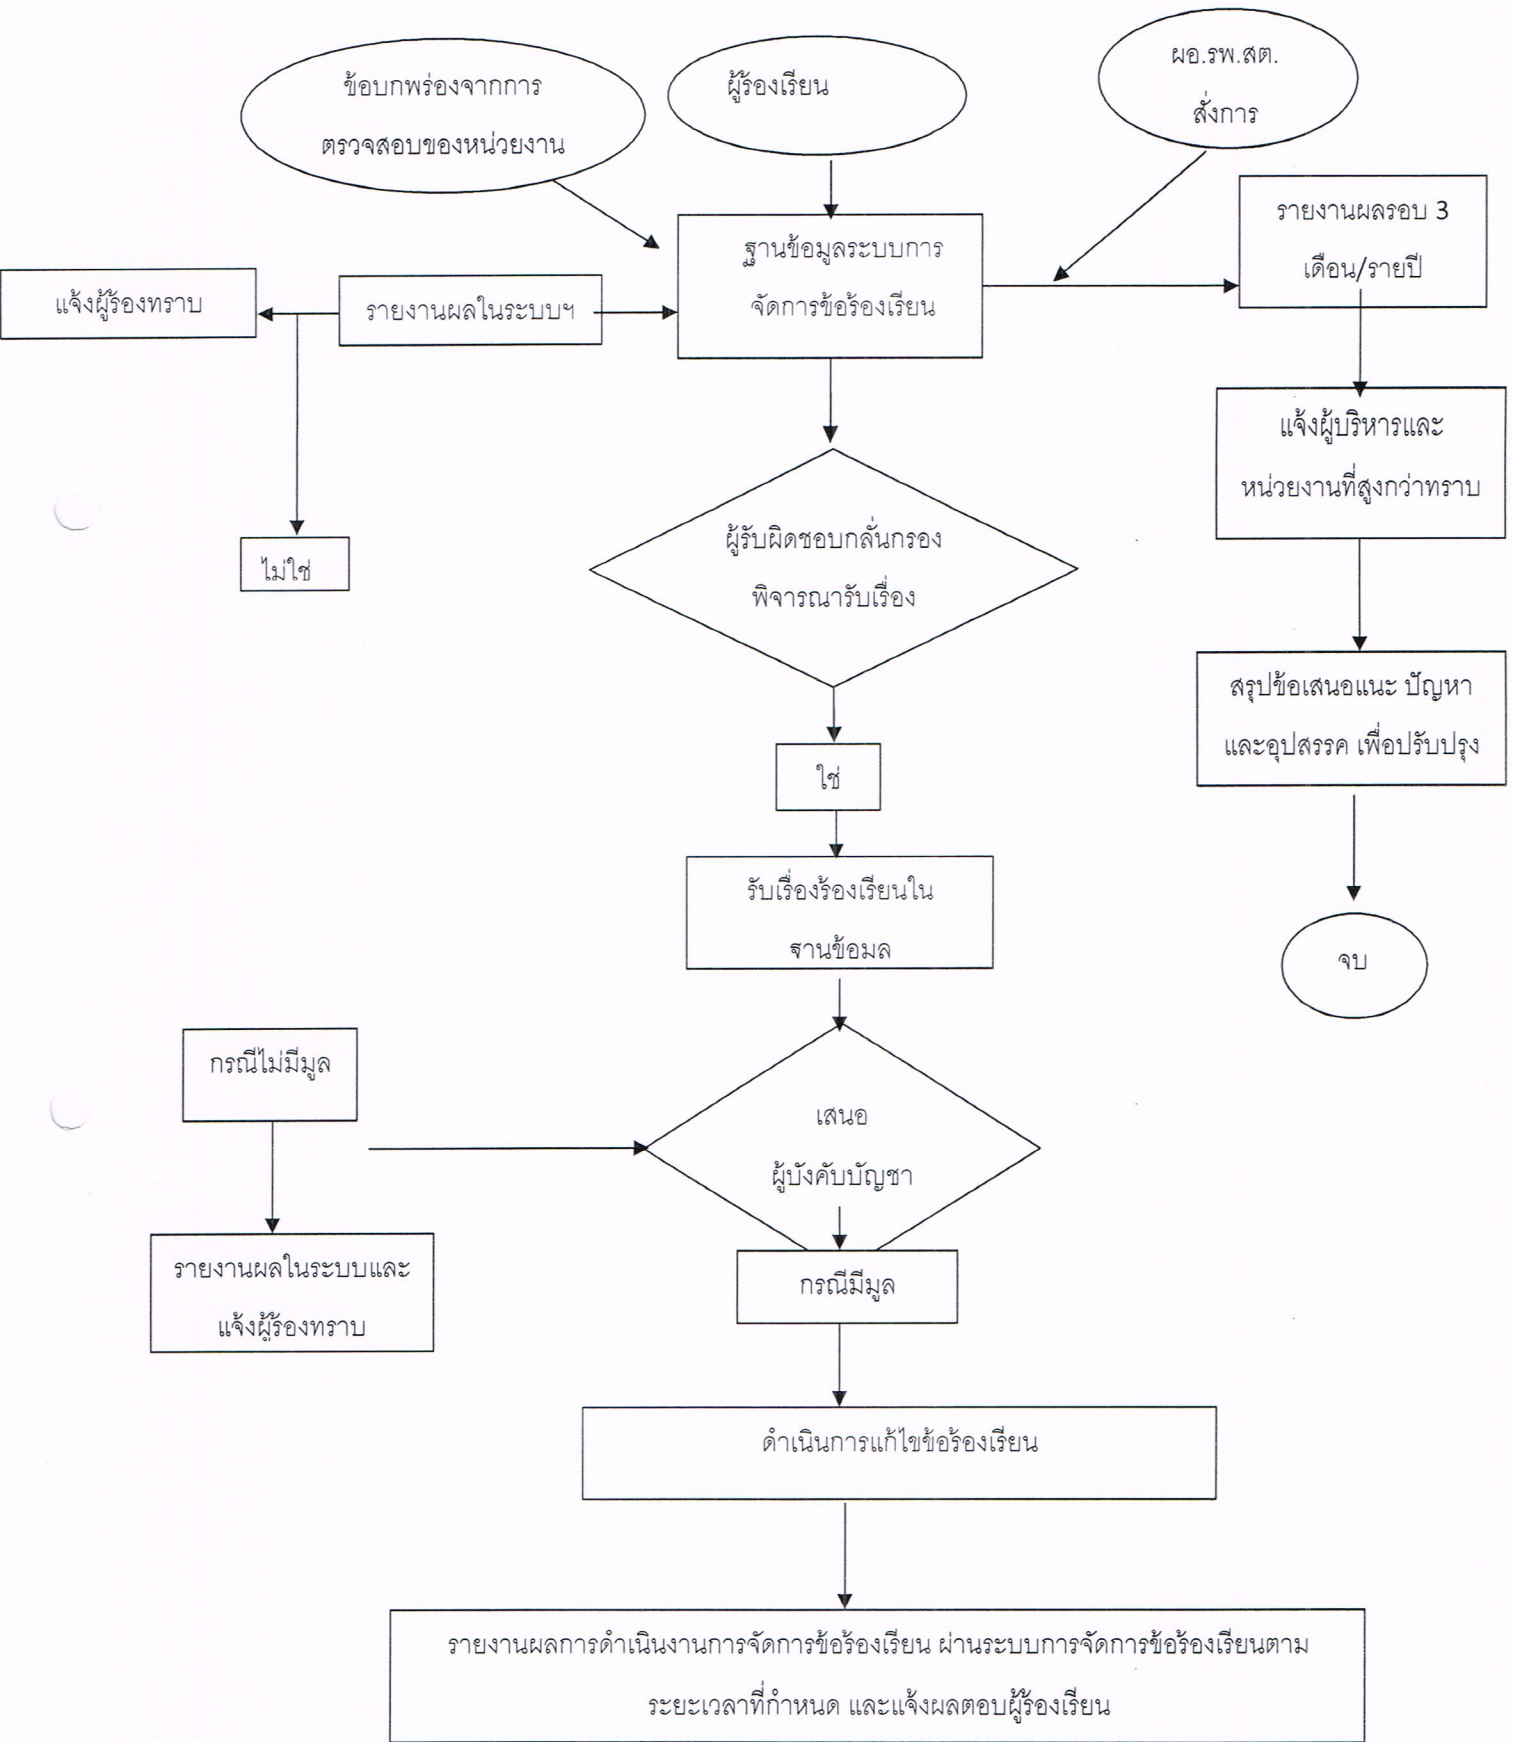 ข้อบกพร่องจากการ
ตรวจสอบของหน่วยงาน
ผู้ร้องเรียน
ผอ.รพ.สต.
สั่งการ
แจ้งผู้ร้องทราบ
รายงานผลในระบบฯ
ฐานข้อมูลระบบการ
จัดการข้อร้องเรียน
รายงานผลรอบ 3
เดือน/รายปี
แจ้งผู้บริหารและ
หน่วยงานที่สูงกว่าทราบ
ไม่ใช่
ผู้รับผิดชอบกลั่นกรอง
พิจารณารับเรื่อง
สรุปข้อเสนอแนะ ปัญหา
และอุปสรรค เพื่อปรับปรุง
ใช่
รับเรื่องร้องเรียนใน
ฐานข้อมูล
จบ
กรณีไม่มีมูล
เสนอ
ผู้บังคับบัญชา
รายงานผลในระบบและ
แจ้งผู้ร้องทราบ
กรณีมีมูล
ดำเนินการแก้ไขข้อร้องเรียน
รายงานผลการดำเนินงานการจัดการข้อร้องเรียน ผ่านระบบการจัดการข้อร้องเรียนตาม
ระยะเวลาที่กำหนด และแจ้งผลตอบผู้ร้องเรียน